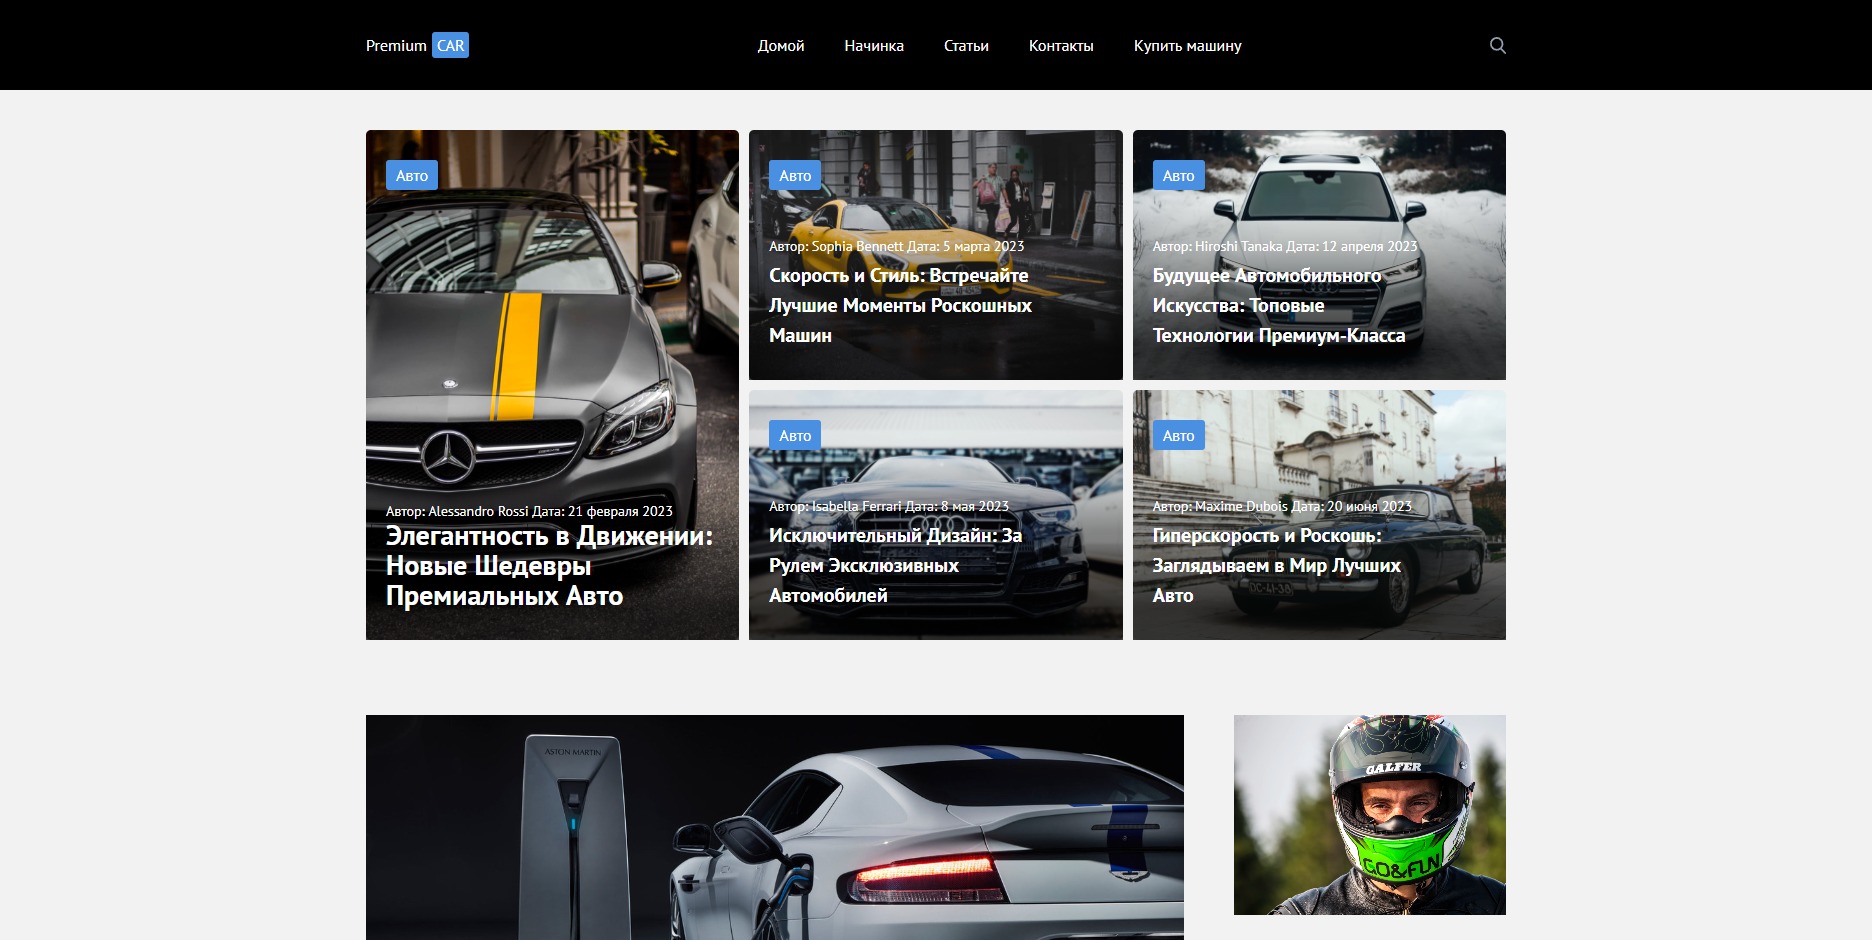 Premium CAR
Домой Начинка Статьи Контакты Купить машину
Авто
Автор: Alessandro Rossi Дата: 21 февраля 2023
Элегантность в Движении:
Новые Шедевры
Премиальных Авто
Авто
Автор: Sophia Bennett Дата: 5 марта 2023
Скорость и Стиль: Встречайте
Лучшие Моменты Роскошных
Машин
Авто
Автор: Hiroshi Tanaka Дата: 12 апреля 2023
Будущее Автомобильного
Искусства: Топовые
Технологии Премиум-Класса
Авто
Автор: Isabella Ferrari Дата: 8 мая 2023
Исключительный Дизайн: За
Рулем Эксклюзивных
Автомобилей
Авто
Автор: Maxime Dubois Дата: 20 июня 2023
Гиперскорость и Роскошь:
Заглядываем в Мир Лучших
Авто
ASTON MARTIN
GALFER
GO&FUN